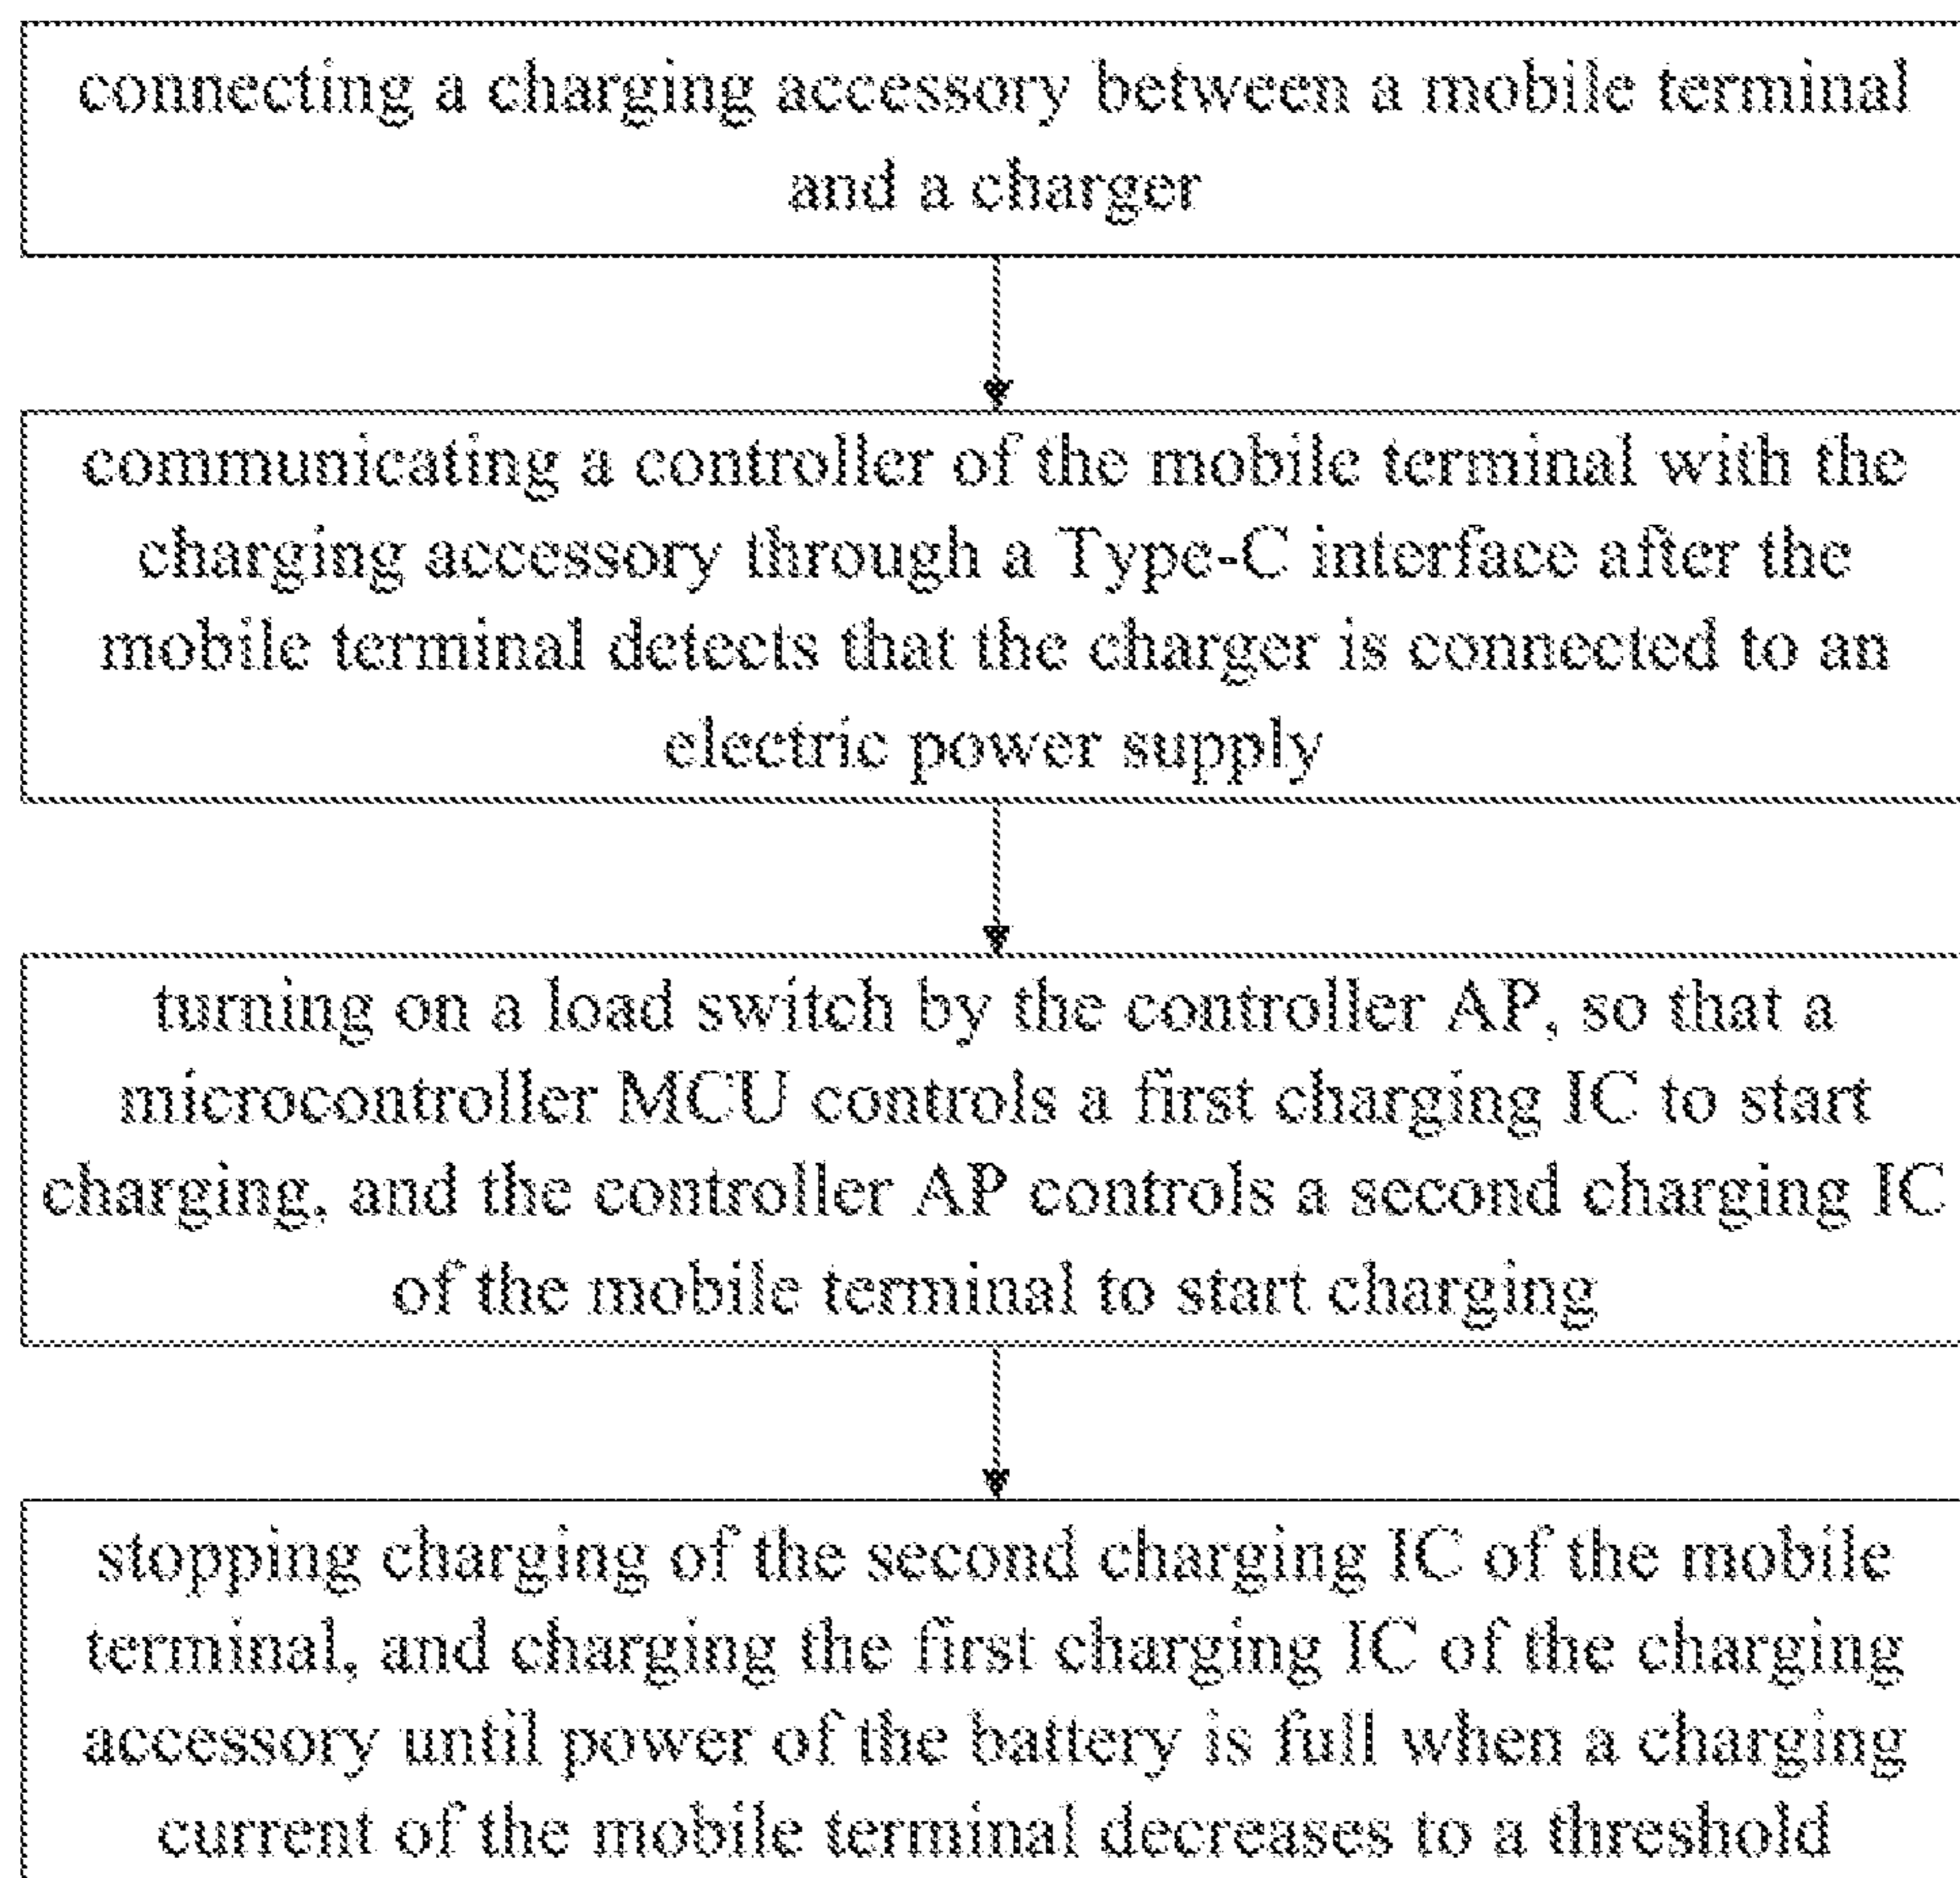 connecting a charging accessory between a mobile terminal
and a charger
communicating a controller of the mobile terminal with the
charging accessory through a Type-C interface after the
mobile terminal detects that the charger is connected to an
electric power supply
turning on a load switch by the controller AP, so that a
microcontroller MCU controls a first charging IC to start
charging, and the controller AP controls a second charging IC
of the mobile terminal to start charging
stopping charging of the second charging IC of the mobile
terminal, and charging the first charging IC of the charging
accessory until power of the battery is full when a charging
current of the mobile terminal decreases to a threshold